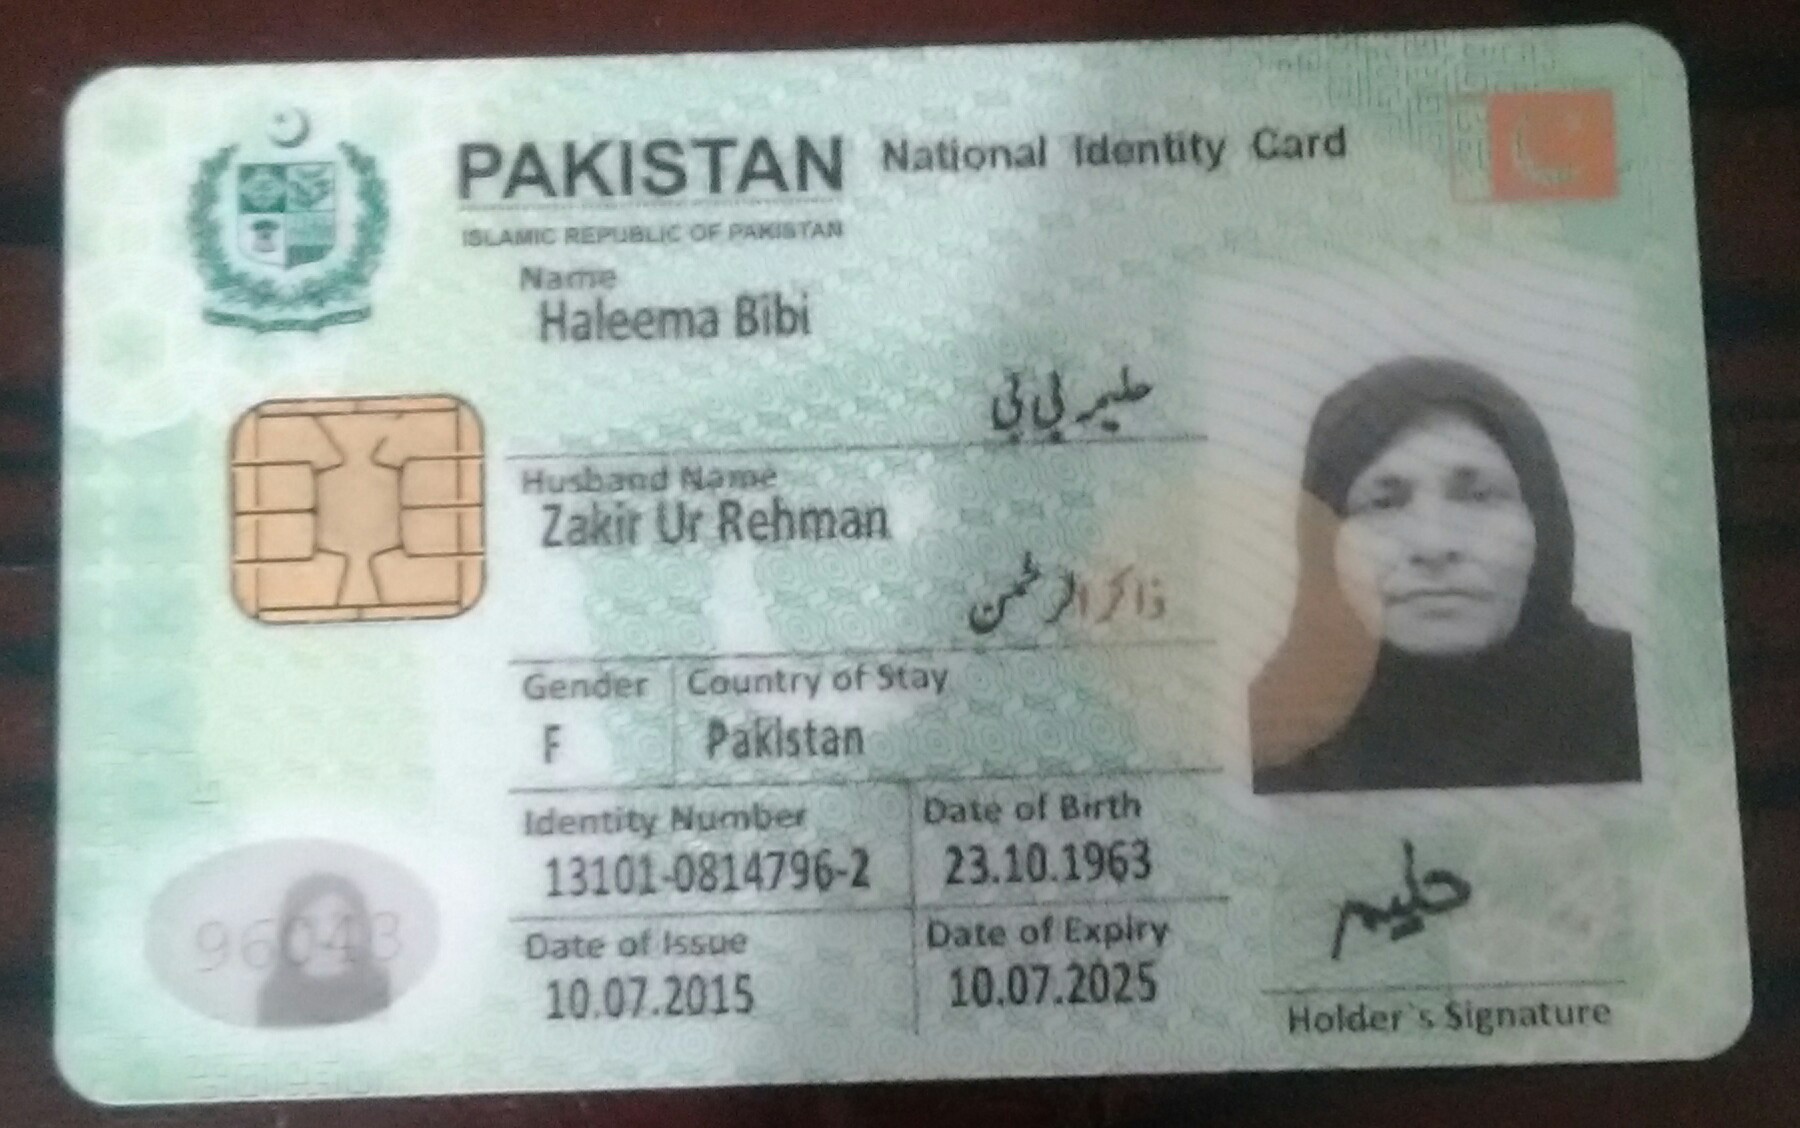 PAKISTAN National Identity Card
ISLAMIC REPUBLIC OF PAKISTAN
Name
Haleema Bibi
حلیمہ بی بی
Husband Name
Zakir Ur Rehman
ذاکر الرحمن
Gender Country of Stay
F Pakistan
Identity Number Date of Birth
13101-0814796-2 23.10.1963
Date of Issue Date of Expiry
10.07.2015 10.07.2025
96043
حلیمہ
Holder`s Signature